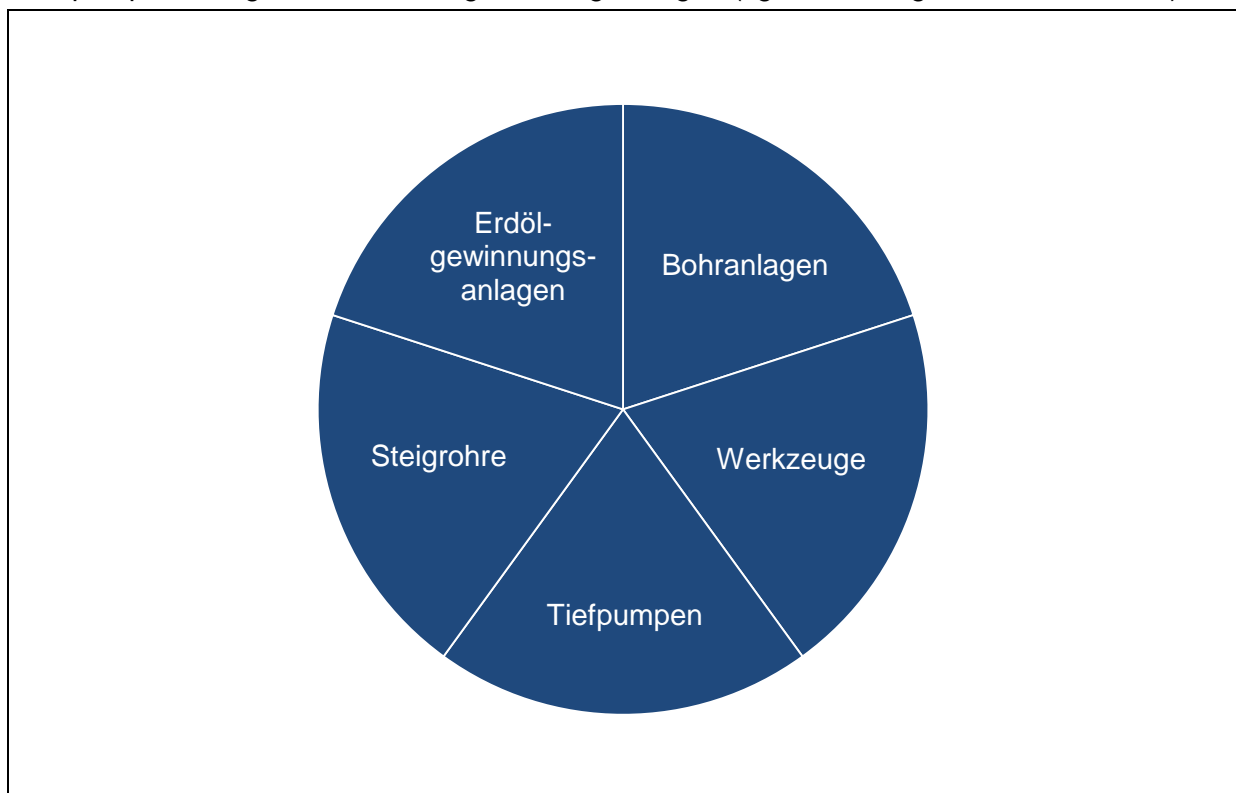 Erdöl-
gewinnungs-
anlagen
Bohranlagen
Steigrohre
Werkzeuge
Tiefpumpen